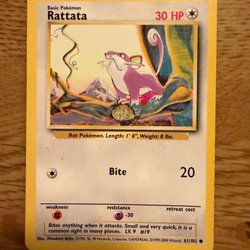 Basic Pokémon
Rattata
30 HP
Rat Pokémon. Length: 1' 0", Weight: 8 lbs.
Bite 20
weakness resistance retreat cost
-30
Bites anything when it attacks. Small and very quick, it is a common sight in many places. LV. 9 #19
61/102